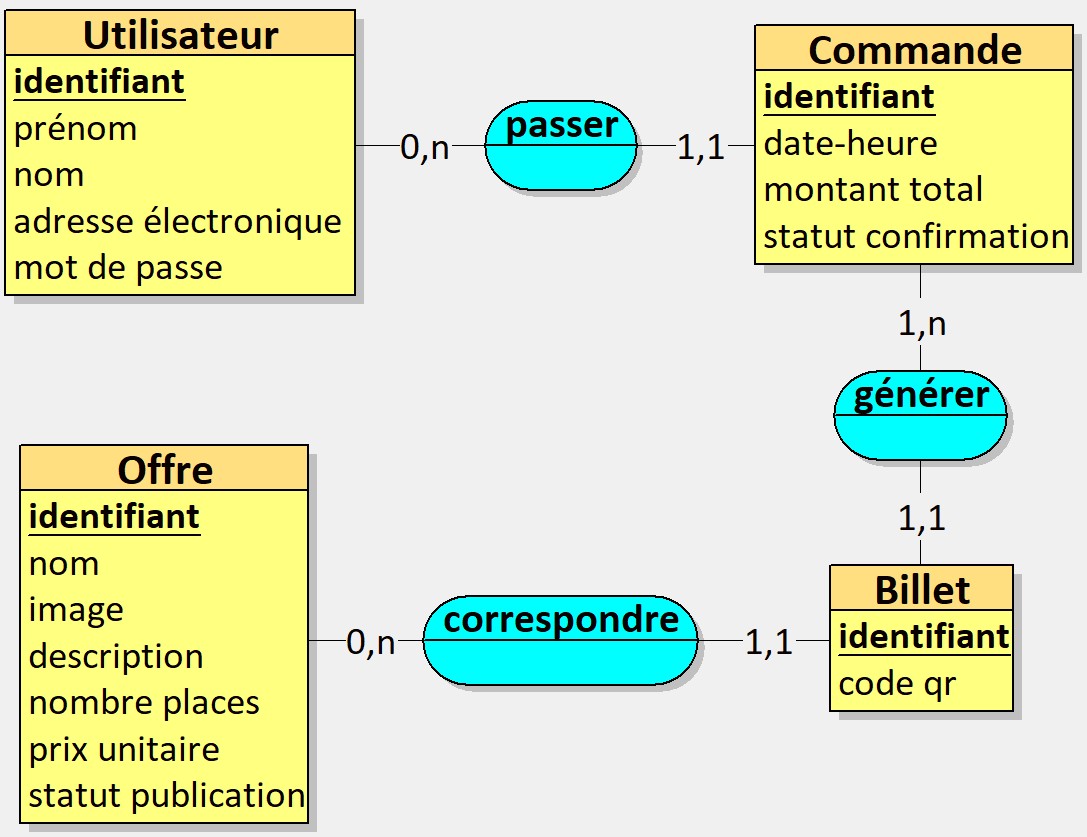 Utilisateur
identifiant
prénom
nom
adresse électronique
mot de passe
0,n
passer
1,1
Commande
identifiant
date-heure
montant total
statut confirmation
1,n
générer
1,1
Offre
identifiant
nom
image
description
nombre places
prix unitaire
statut publication
0,n
correspondre
1,1
Billet
identifiant
code qr